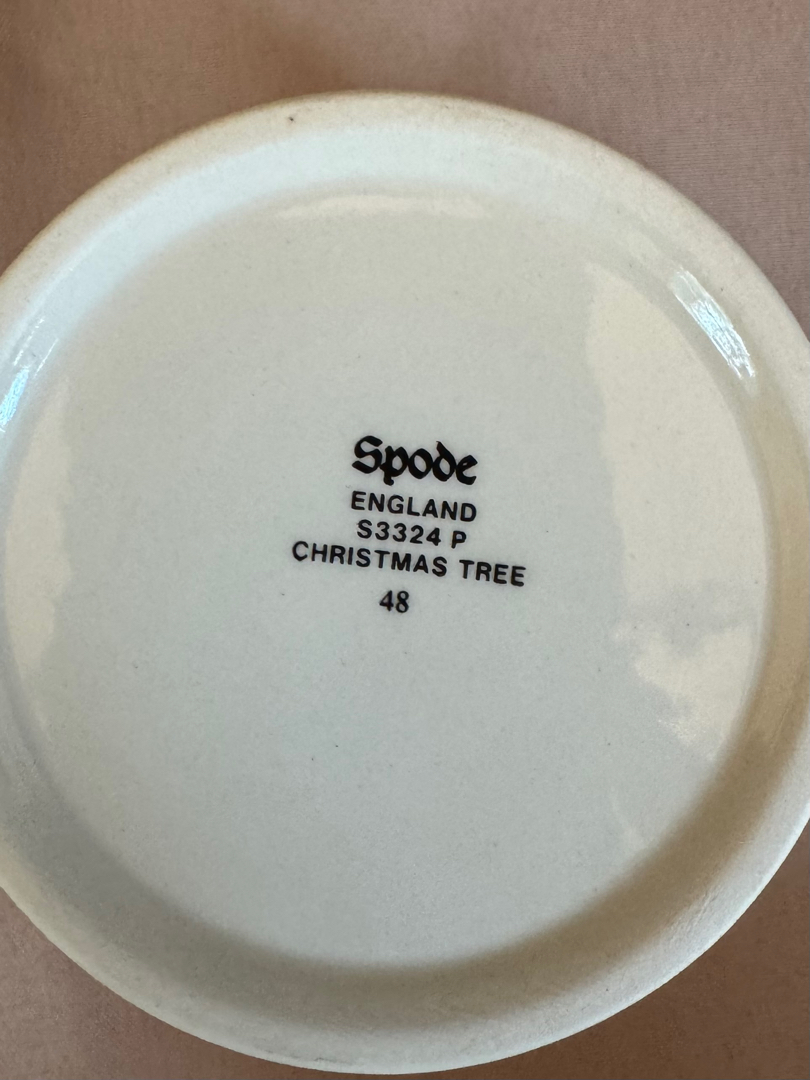 Spode
ENGLAND
S3324 P
CHRISTMAS TREE
48